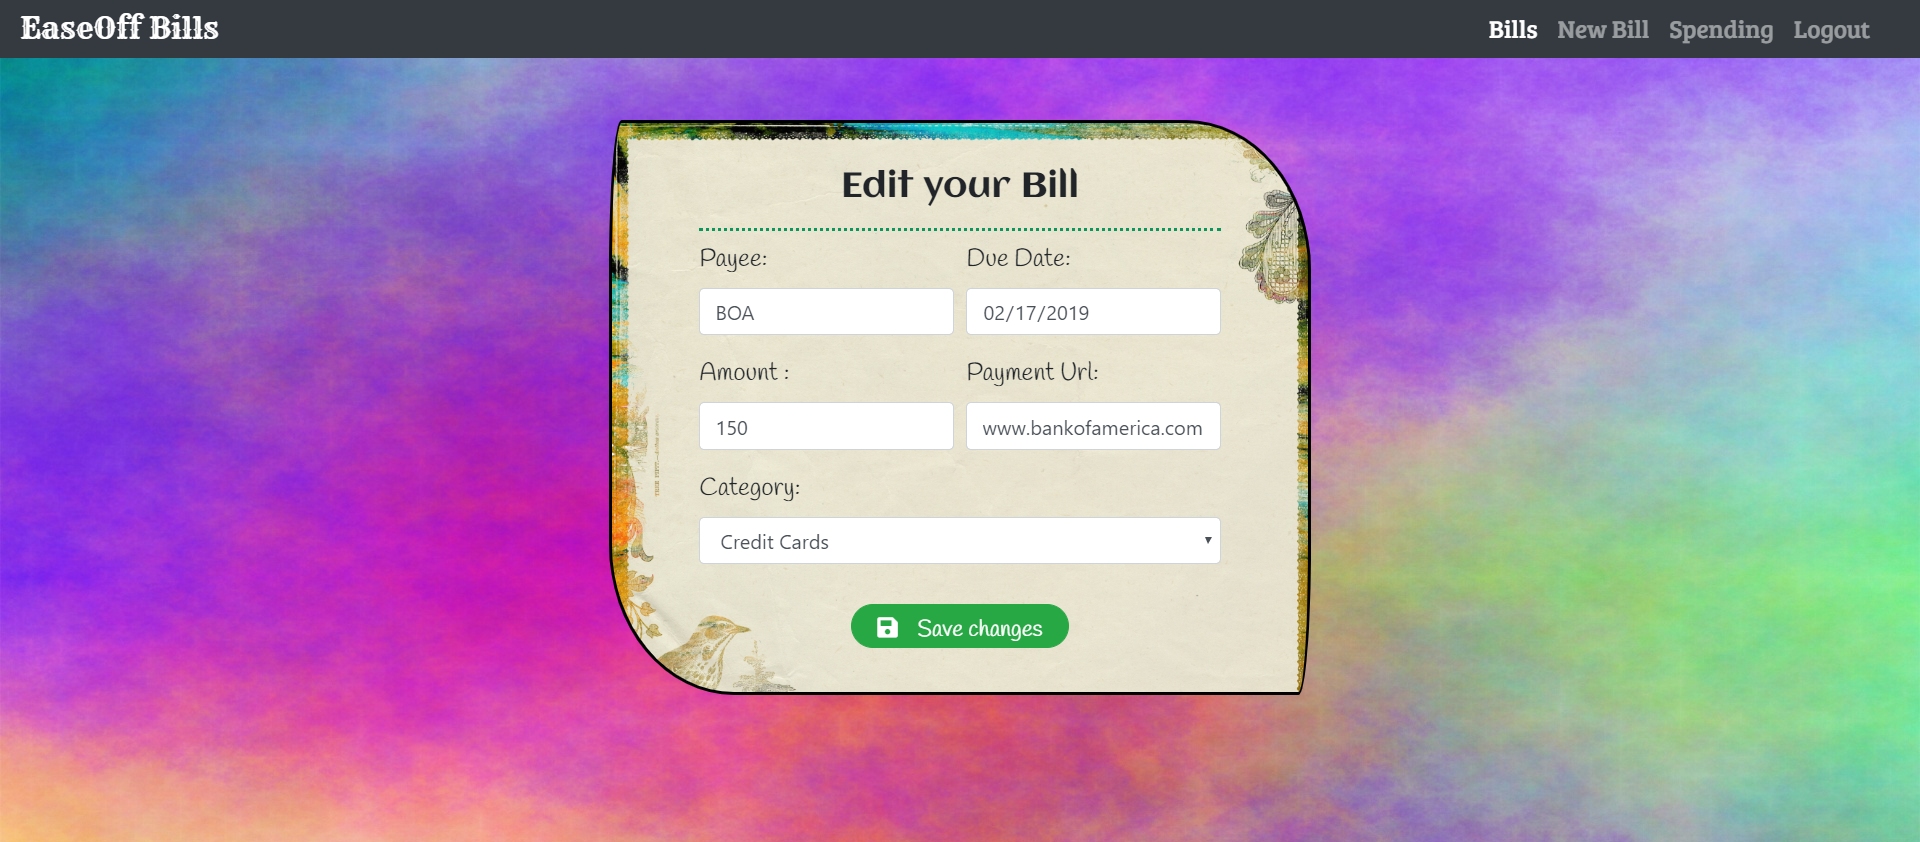 EaseOff Bills
Bills New Bill Spending Logout
Edit your Bill
Payee: Due Date:
BOA 02/17/2019
Amount : Payment Url:
150 www.bankofamerica.com
Category:
Credit Cards
Save changes